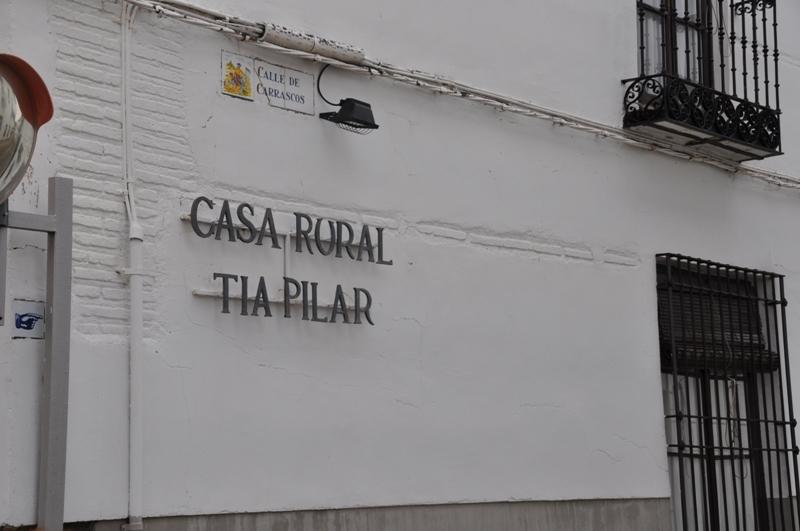 CALLE DE
CARRASCOS
CASA RURAL
TIA PILAR